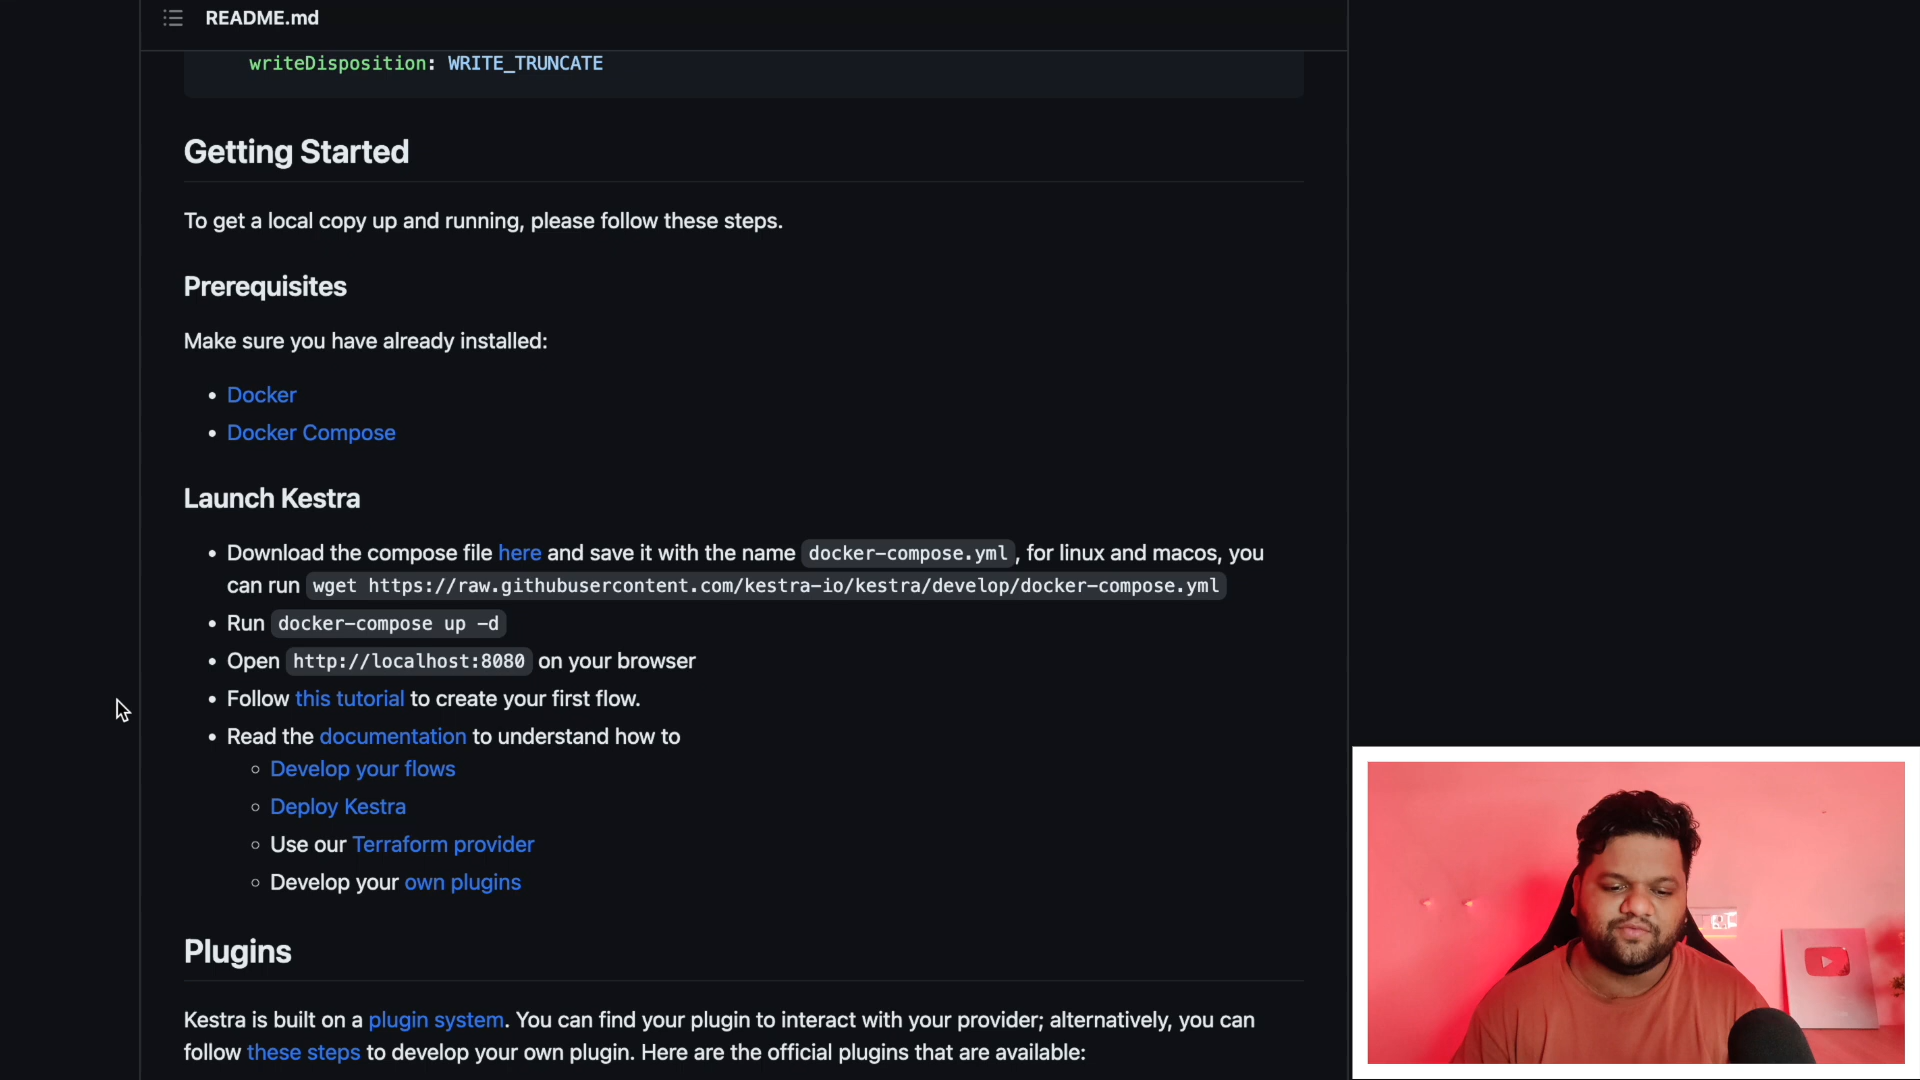 README.md
writeDisposition: WRITE_TRUNCATE
Getting Started
To get a local copy up and running, please follow these steps.
Prerequisites
Make sure you have already installed:
Docker
Docker Compose
Launch Kestra
Download the compose file here and save it with the name docker-compose.yml, for linux and macos, you
can run wget https://raw.githubusercontent.com/kestra-io/kestra/develop/docker-compose.yml
Run docker-compose up -d
Open http://localhost:8080 on your browser
Follow this tutorial to create your first flow.
Read the documentation to understand how to
Develop your flows
Deploy Kestra
Use our Terraform provider
Develop your own plugins
Plugins
Kestra is built on a plugin system. You can find your plugin to interact with your provider; alternatively, you can
follow these steps to develop your own plugin. Here are the official plugins that are available: